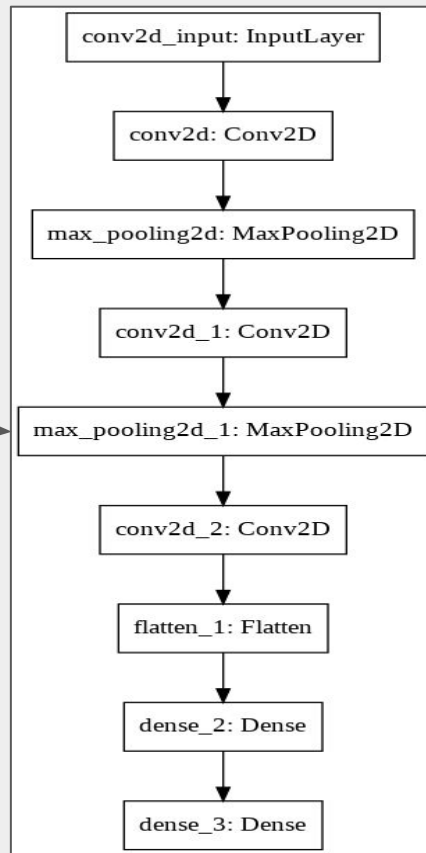 conv2d_input: InputLayer
conv2d: Conv2D
max_pooling2d: MaxPooling2D
conv2d_1: Conv2D
max_pooling2d_1: MaxPooling2D
conv2d_2: Conv2D
flatten_1: Flatten
dense_2: Dense
dense_3: Dense